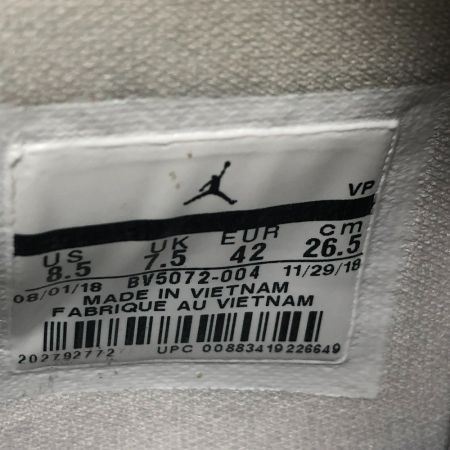 VP
US UK EUR cm
8.5 7.5 42 26.5
08/01/18 BV5072-004 11/29/18
MADE IN VIETNAM
FABRIQUE AU VIETNAM
202792772 UPC 00883419226649